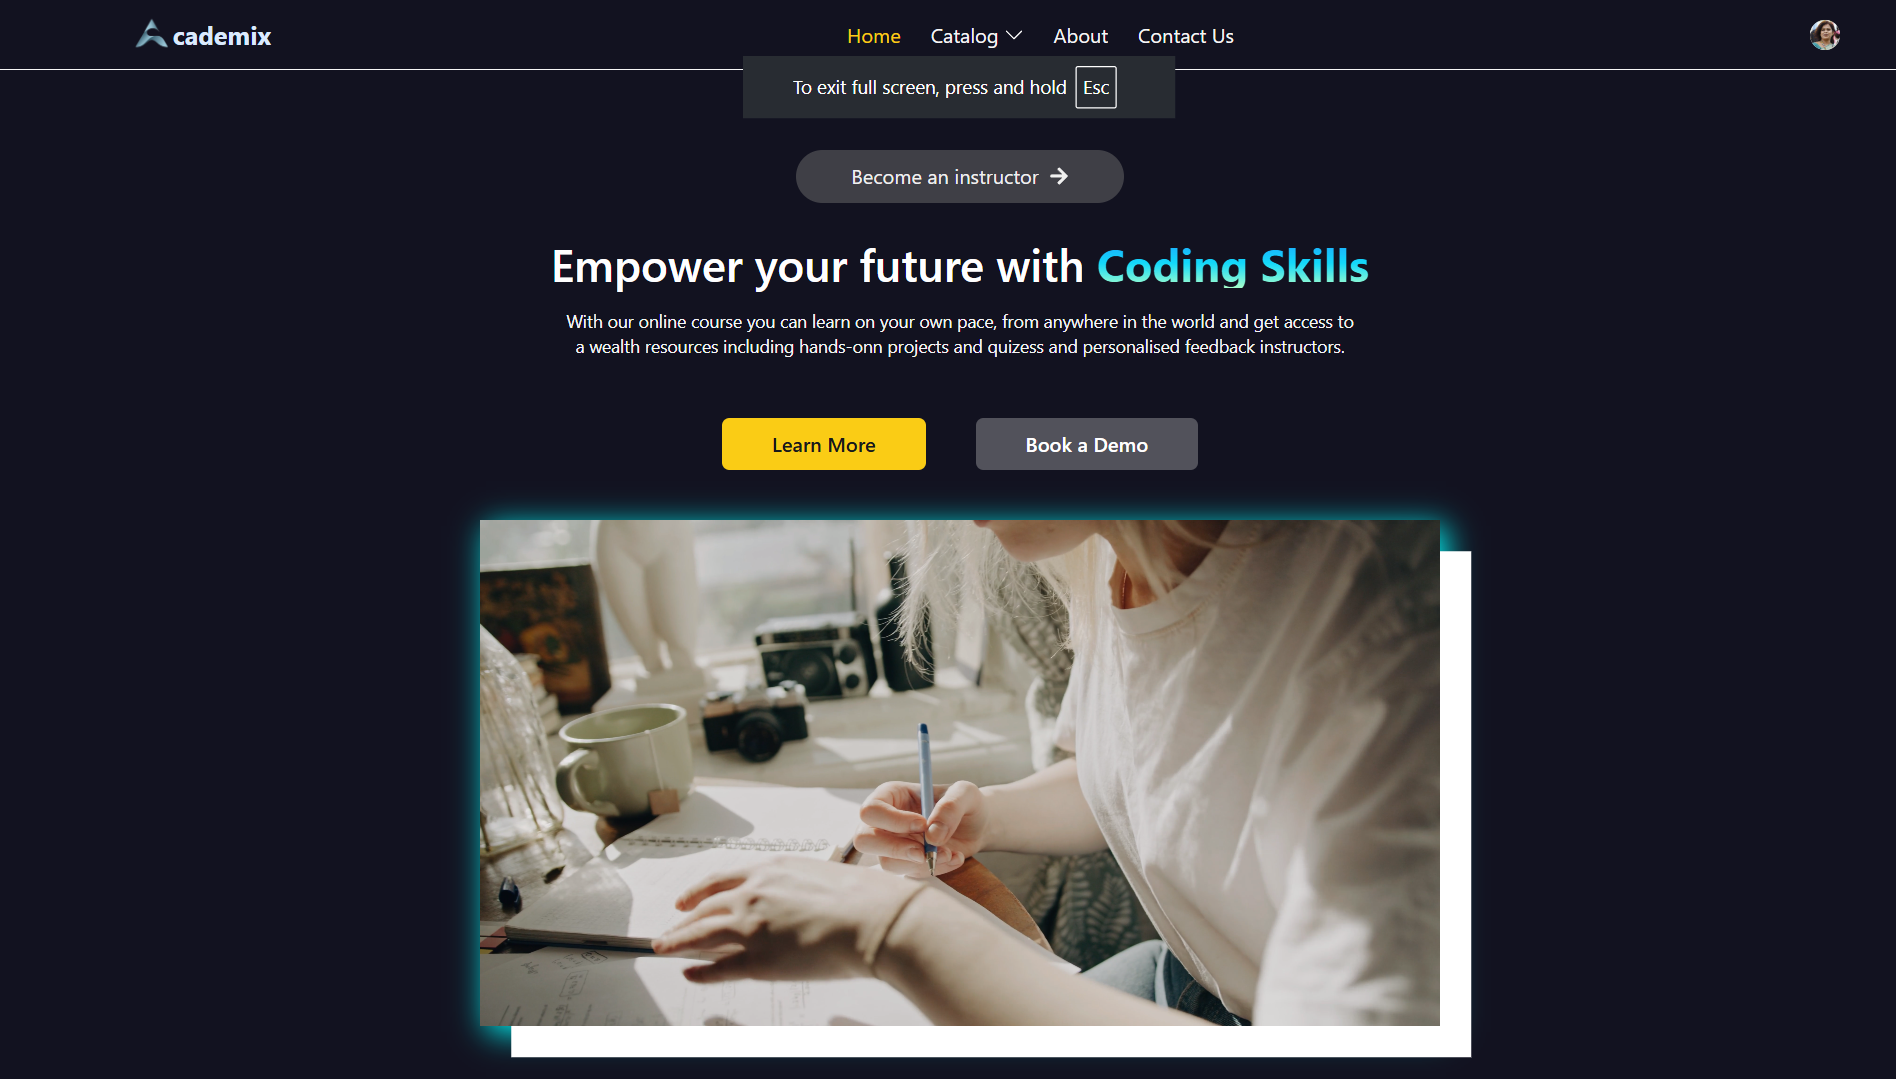 cademix
Home Catalog About Contact Us
To exit full screen, press and hold Esc
Become an instructor
Empower your future with Coding Skills
With our online course you can learn on your own pace, from anywhere in the world and get access to
a wealth resources including hands-onn projects and quizess and personalised feedback instructors.
Learn More Book a Demo